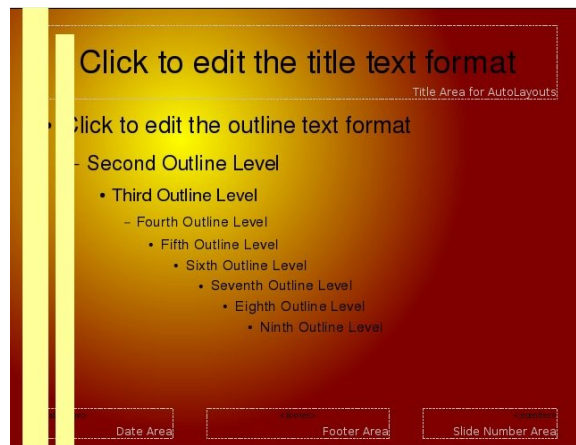 Click to edit the title text format
Title Area for AutoLayouts
• Click to edit the outline text format
– Second Outline Level
• Third Outline Level
– Fourth Outline Level
• Fifth Outline Level
• Sixth Outline Level
• Seventh Outline Level
• Eighth Outline Level
• Ninth Outline Level
Date Area
Footer Area
Slide Number Area